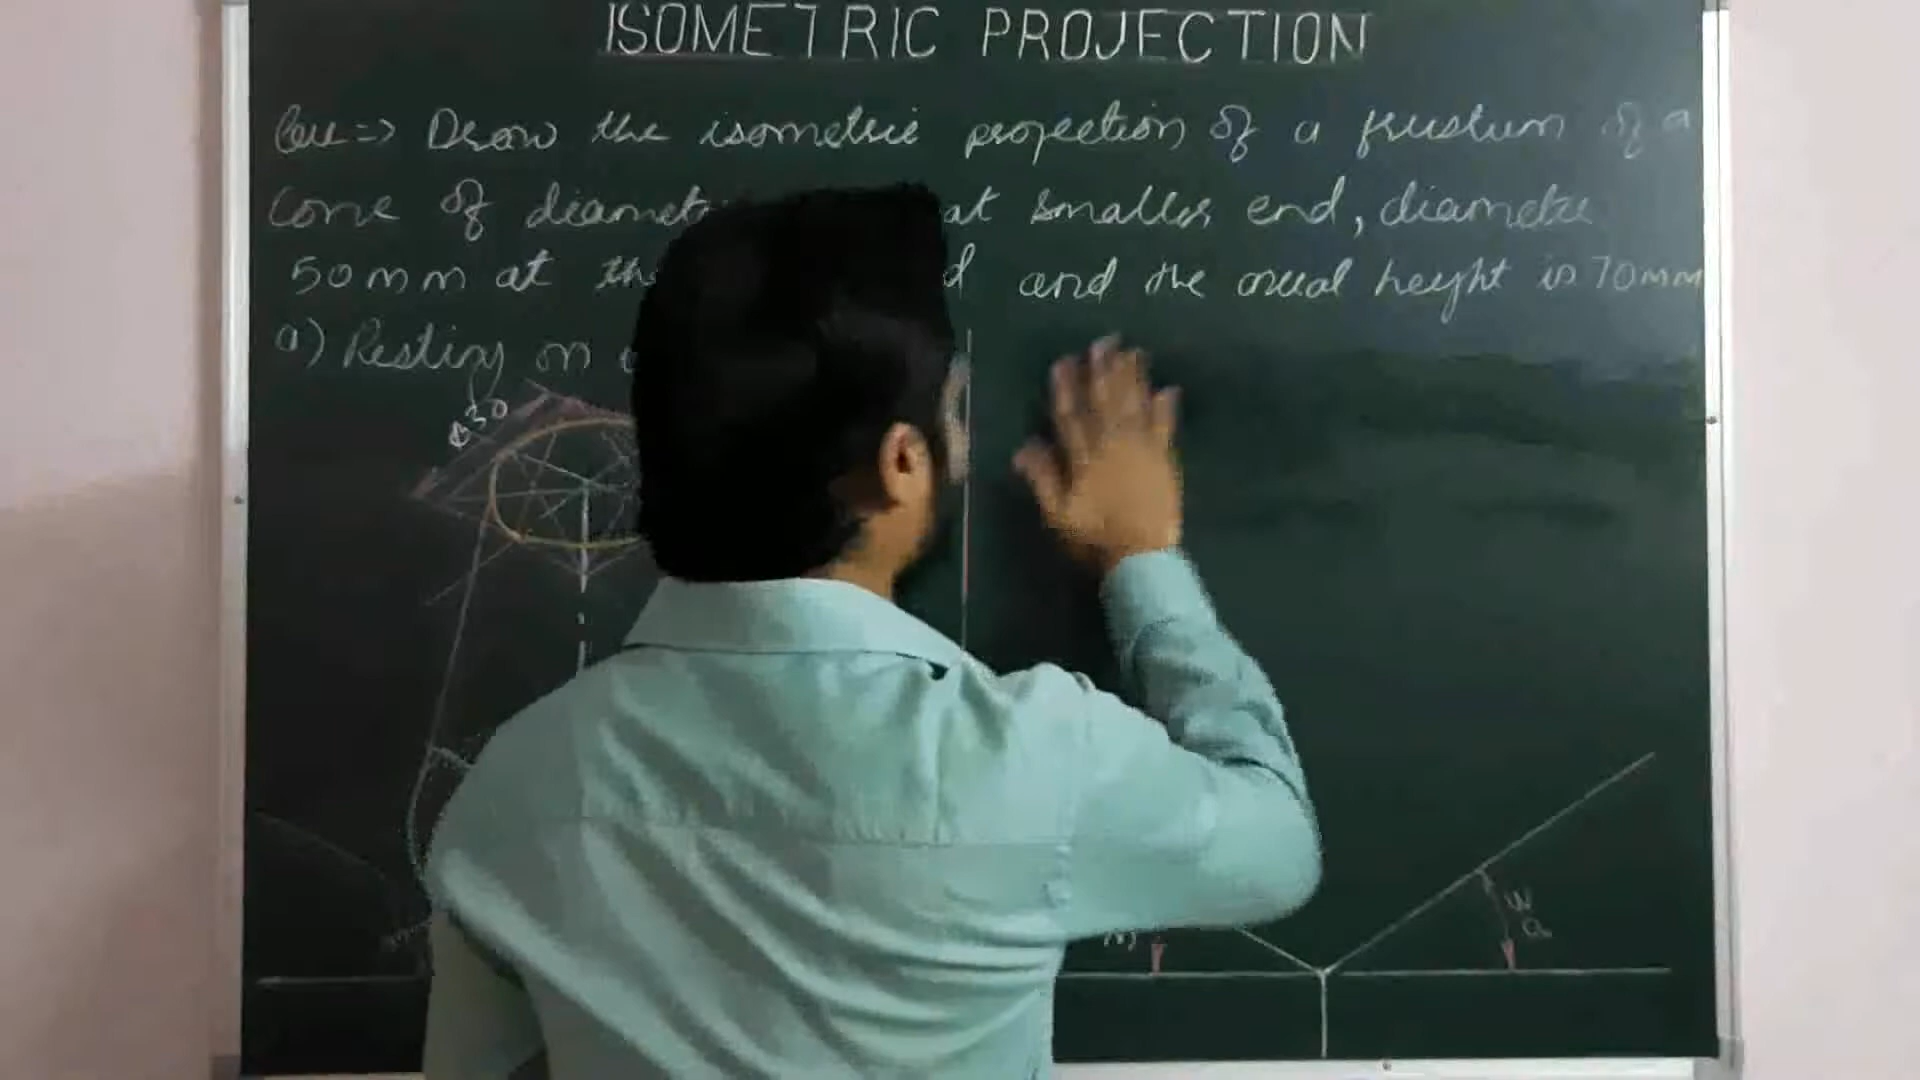 ISOMETRIC PROJECTION
Que=> Draw the isometric projection of a frustum of a
cone of diamet at smaller end, diameter
50mm at the d and the axial height is 70mm
a) Resting on
30